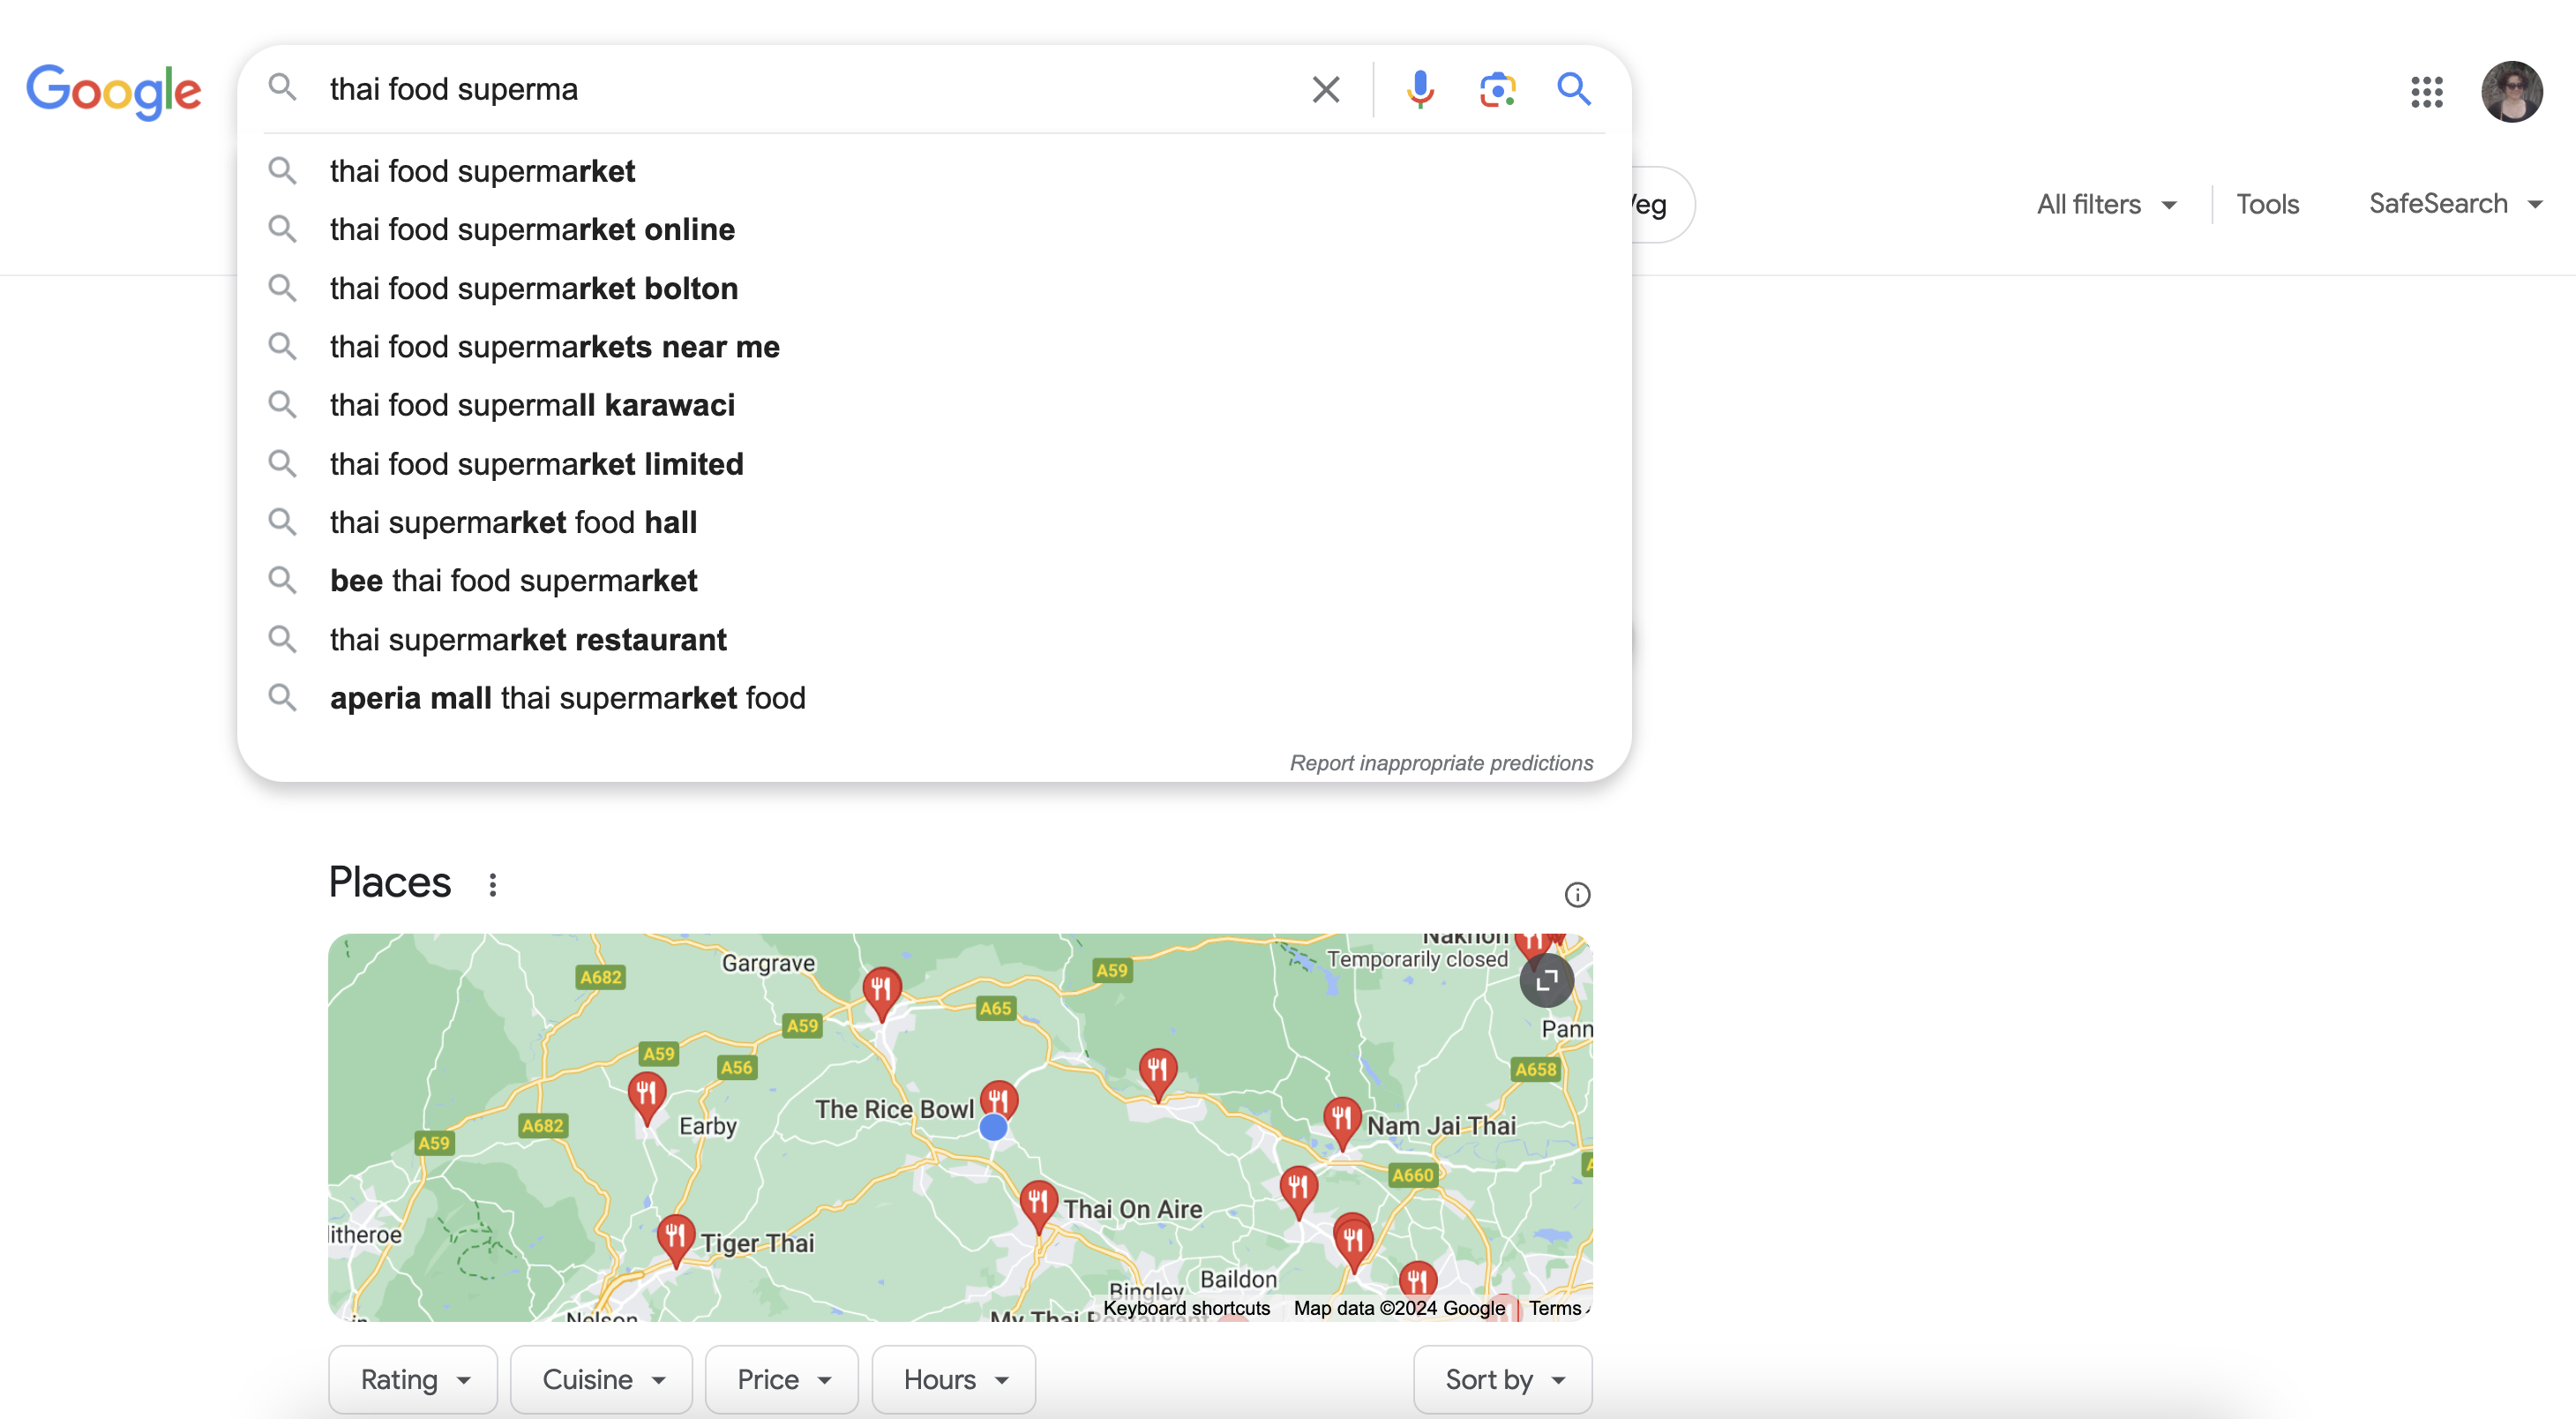 Google
thai food superma
thai food supermarket
thai food supermarket online
thai food supermarket bolton
thai food supermarkets near me
thai food supermall karawaci
thai food supermarket limited
thai supermarket food hall
bee thai food supermarket
thai supermarket restaurant
aperia mall thai supermarket food
Report inappropriate predictions
All filters
Tools
SafeSearch
Places
Nakhon
Temporarily closed
Gargrave
A682
A59
A65
A59
Pann
A59
A56
A658
The Rice Bowl
Earby
A682
A59
Nam Jai Thai
A660
Thai On Aire
Tiger Thai
litheroe
Bingley
Baildon
Nelson
My Thai Restaurant
Keyboard shortcuts
Map data ©2024 Google
Terms
Rating
Cuisine
Price
Hours
Sort by